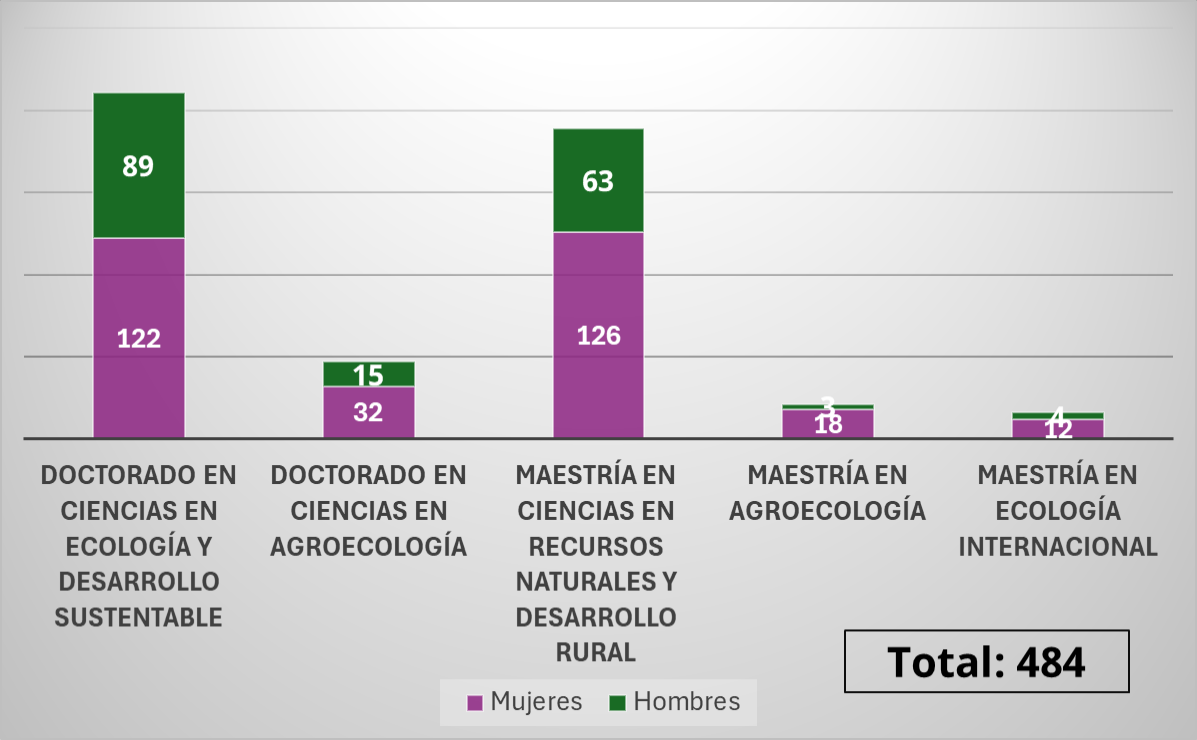 89
122
15
32
63
126
3
18
4
12
DOCTORADO EN
CIENCIAS EN
ECOLOGÍA Y
DESARROLLO
SUSTENTABLE
DOCTORADO EN
CIENCIAS EN
AGROECOLOGÍA
MAESTRÍA EN
CIENCIAS EN
RECURSOS
NATURALES Y
DESARROLLO
RURAL
MAESTRÍA EN
AGROECOLOGÍA
MAESTRÍA EN
ECOLOGÍA
INTERNACIONAL
Total: 484
Mujeres
Hombres